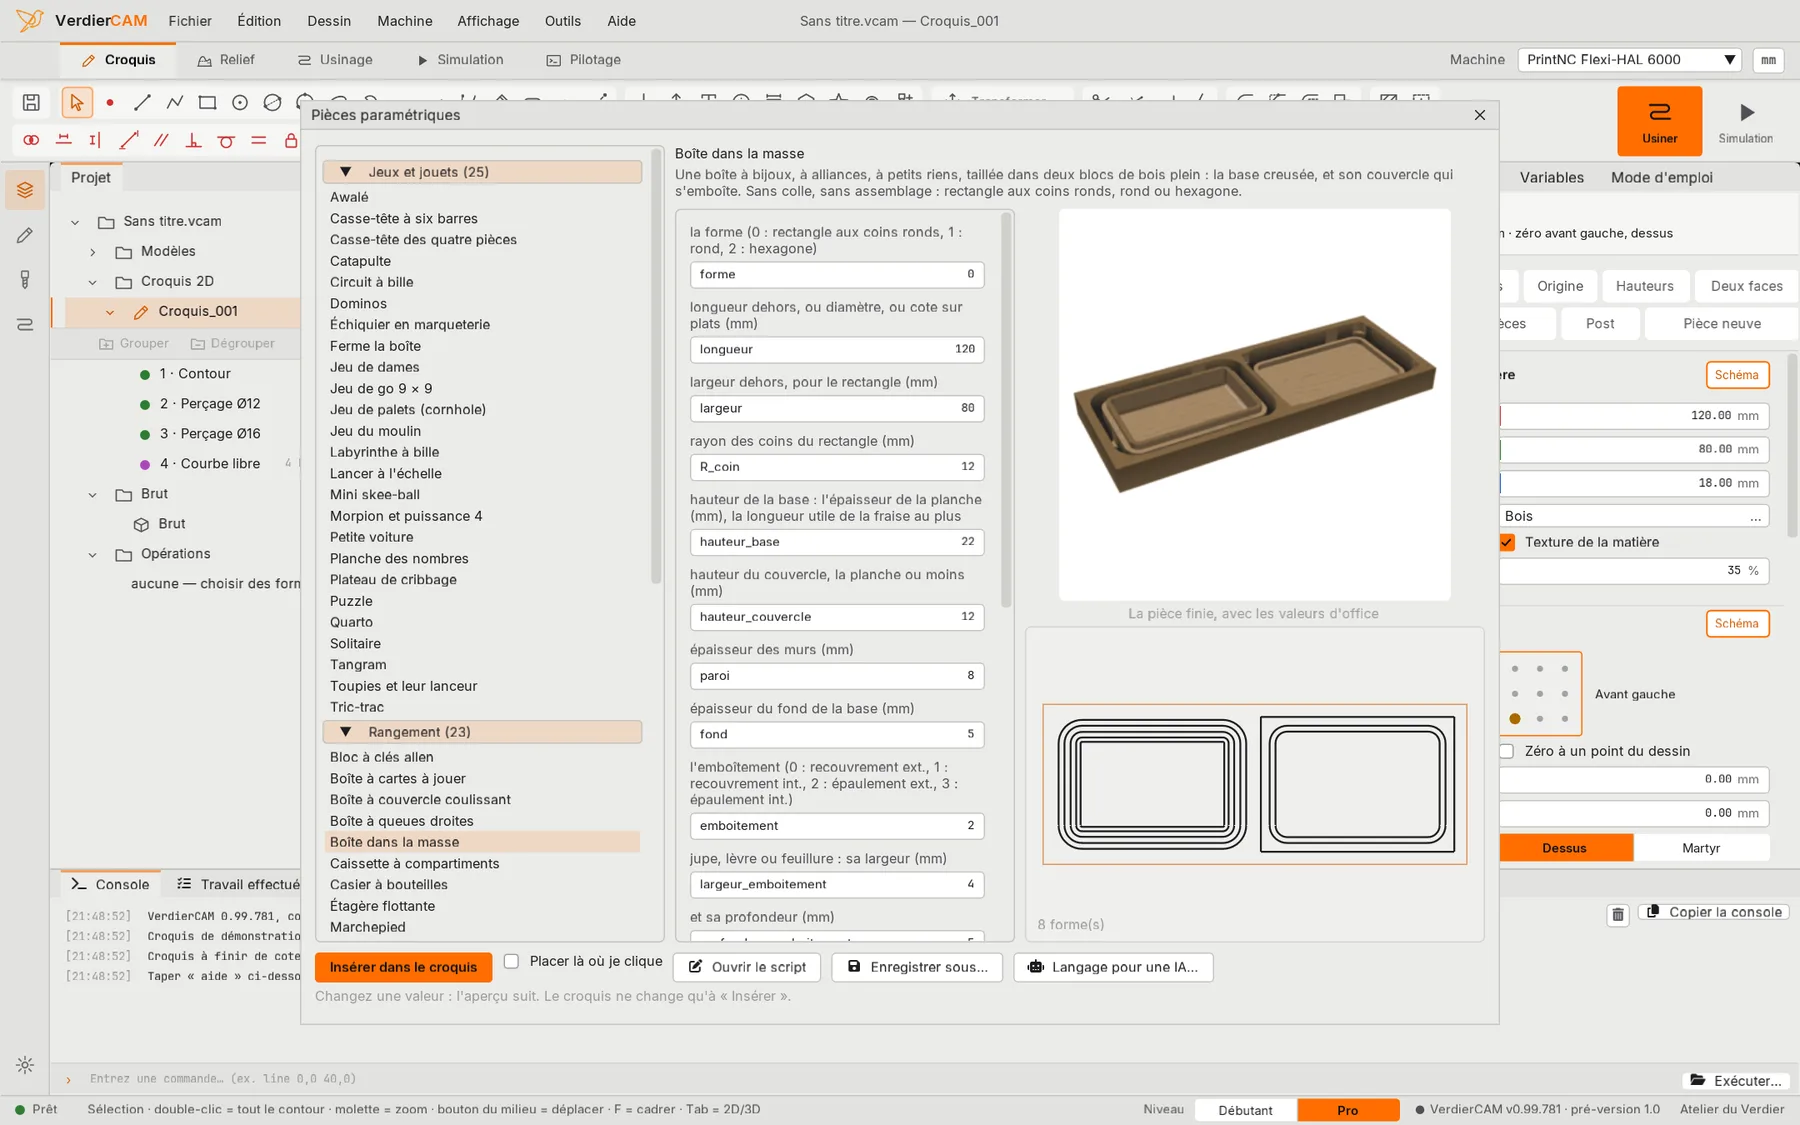 VerdierCAM
Fichier
Édition
Dessin
Machine
Affichage
Outils
Aide
Sans titre.vcam — Croquis_001
Croquis
Relief
Usinage
Simulation
Pilotage
Machine
PrintNC Flexi-HAL 6000
mm
Usiner
Simulation
Pièces paramétriques
Projet
Sans titre.vcam
Modèles
Croquis 2D
Croquis_001
Grouper
Dégrouper
1 · Contour
2 · Perçage Ø12
3 · Perçage Ø16
4 · Courbe libre
4
Brut
Brut
Opérations
aucune — choisir des form
Jeux et jouets (25)
Awalé
Casse-tête à six barres
Casse-tête des quatre pièces
Catapulte
Circuit à bille
Dominos
Échiquier en marqueterie
Ferme la boîte
Jeu de dames
Jeu de go 9 × 9
Jeu de palets (cornhole)
Jeu du moulin
Labyrinthe à bille
Lancer à l'échelle
Mini skee-ball
Morpion et puissance 4
Petite voiture
Planche des nombres
Plateau de cribbage
Puzzle
Quarto
Solitaire
Tangram
Toupies et leur lanceur
Tric-trac
Rangement (23)
Bloc à clés allen
Boîte à cartes à jouer
Boîte à couvercle coulissant
Boîte à queues droites
Boîte dans la masse
Caissette à compartiments
Casier à bouteilles
Étagère flottante
Marchepied
Boîte dans la masse
Une boîte à bijoux, à alliances, à petits riens, taillée dans deux blocs de bois plein : la base creusée, et son couvercle qui
s'emboîte. Sans colle, sans assemblage : rectangle aux coins ronds, rond ou hexagone.
la forme (0 : rectangle aux coins ronds, 1 :
rond, 2 : hexagone)
forme 0
longueur dehors, ou diamètre, ou cote sur
plats (mm)
longueur 120
largeur dehors, pour le rectangle (mm)
largeur 80
rayon des coins du rectangle (mm)
R_coin 12
hauteur de la base : l'épaisseur de la planche
(mm), la longueur utile de la fraise au plus
hauteur_base 22
hauteur du couvercle, la planche ou moins
(mm)
hauteur_couvercle 12
épaisseur des murs (mm)
paroi 8
épaisseur du fond de la base (mm)
fond 5
l'emboîtement (0 : recouvrement ext., 1 :
recouvrement int., 2 : épaulement ext., 3 :
épaulement int.)
emboitement 2
jupe, lèvre ou feuillure : sa largeur (mm)
largeur_emboitement 4
et sa profondeur (mm)
La pièce finie, avec les valeurs d'office
8 forme(s)
Insérer dans le croquis
Placer là où je clique
Ouvrir le script
Enregistrer sous...
Langage pour une IA...
Changez une valeur : l'aperçu suit. Le croquis ne change qu'à « Insérer ».
Variables
Mode d'emploi
· zéro avant gauche, dessus
Origine
Hauteurs
Deux faces
Post
Pièce neuve
Schéma
120.00 mm
80.00 mm
18.00 mm
Bois ...
Texture de la matière
35 %
Schéma
Avant gauche
Zéro à un point du dessin
0.00 mm
0.00 mm
Dessus
Martyr
Console
Travail effectué
Copier la console
[21:48:52] VerdierCAM 0.99.781, co
[21:48:52] Croquis de démonstratio
[21:48:52] Croquis à finir de cote
[21:48:52] Taper « aide » ci-desso
Entrez une commande… (ex. line 0,0 40,0)
Exécuter...
Prêt
Sélection · double-clic = tout le contour · molette = zoom · bouton du milieu = déplacer · F = cadrer · Tab = 2D/3D
Niveau
Débutant
Pro
VerdierCAM v0.99.781 · pré-version 1.0
Atelier du Verdier